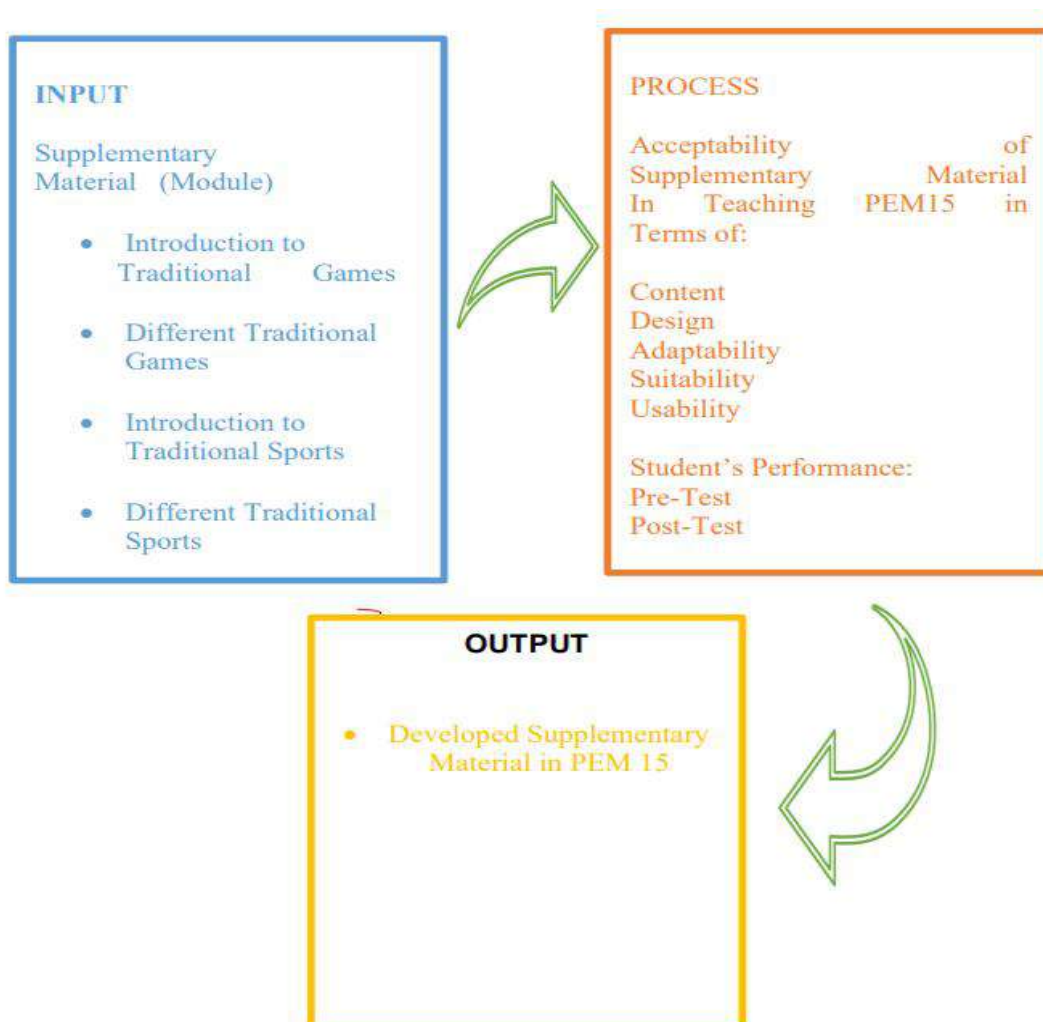 INPUT
Supplementary
Material (Module)
• Introduction to
Traditional Games
• Different Traditional
Games
• Introduction to
Traditional Sports
• Different Traditional
Sports
PROCESS
Acceptability of
Supplementary Material
In Teaching PEM15 in
Terms of:
Content
Design
Adaptability
Suitability
Usability
Student’s Performance:
Pre-Test
Post-Test
OUTPUT
• Developed Supplementary
Material in PEM 15